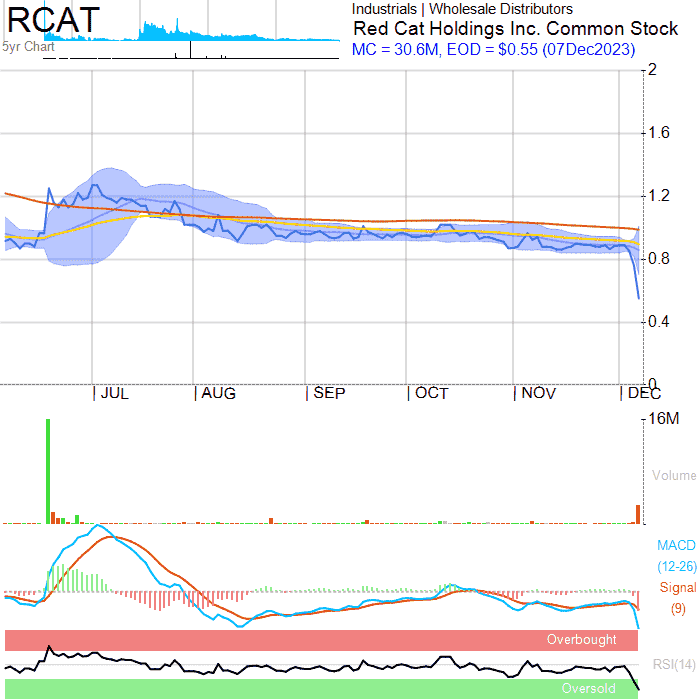 RCAT
5yr Chart
Industrials | Wholesale Distributors
Red Cat Holdings Inc. Common Stock
MC = 30.6M, EOD = $0.55 (07Dec2023)
2
1.6
1.2
0.8
0.4
0
JUL
AUG
SEP
OCT
NOV
DEC
16M
Volume
MACD
(12-26)
Signal
(9)
Overbought
RSI(14)
Oversold